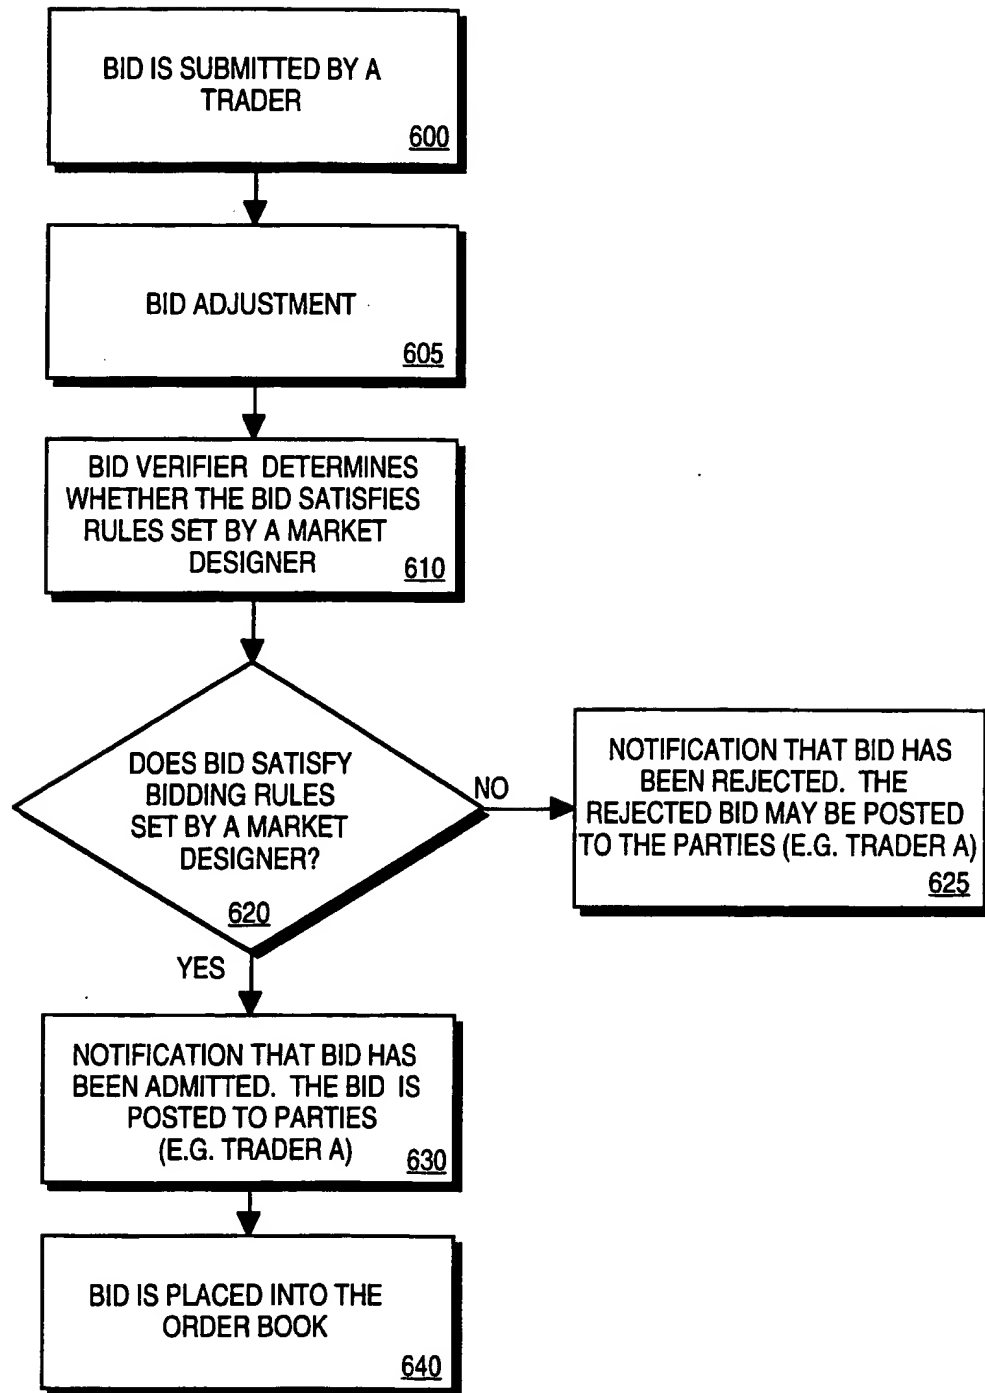 BID IS SUBMITTED BY A
TRADER
600
BID ADJUSTMENT
605
BID VERIFIER DETERMINES
WHETHER THE BID SATISFIES
RULES SET BY A MARKET
DESIGNER
610
DOES BID SATISFY
BIDDING RULES
SET BY A MARKET
DESIGNER?
620
NO
NOTIFICATION THAT BID HAS
BEEN REJECTED. THE
REJECTED BID MAY BE POSTED
TO THE PARTIES (E.G. TRADER A)
625
YES
NOTIFICATION THAT BID HAS
BEEN ADMITTED. THE BID IS
POSTED TO PARTIES
(E.G. TRADER A)
630
BID IS PLACED INTO THE
ORDER BOOK
640